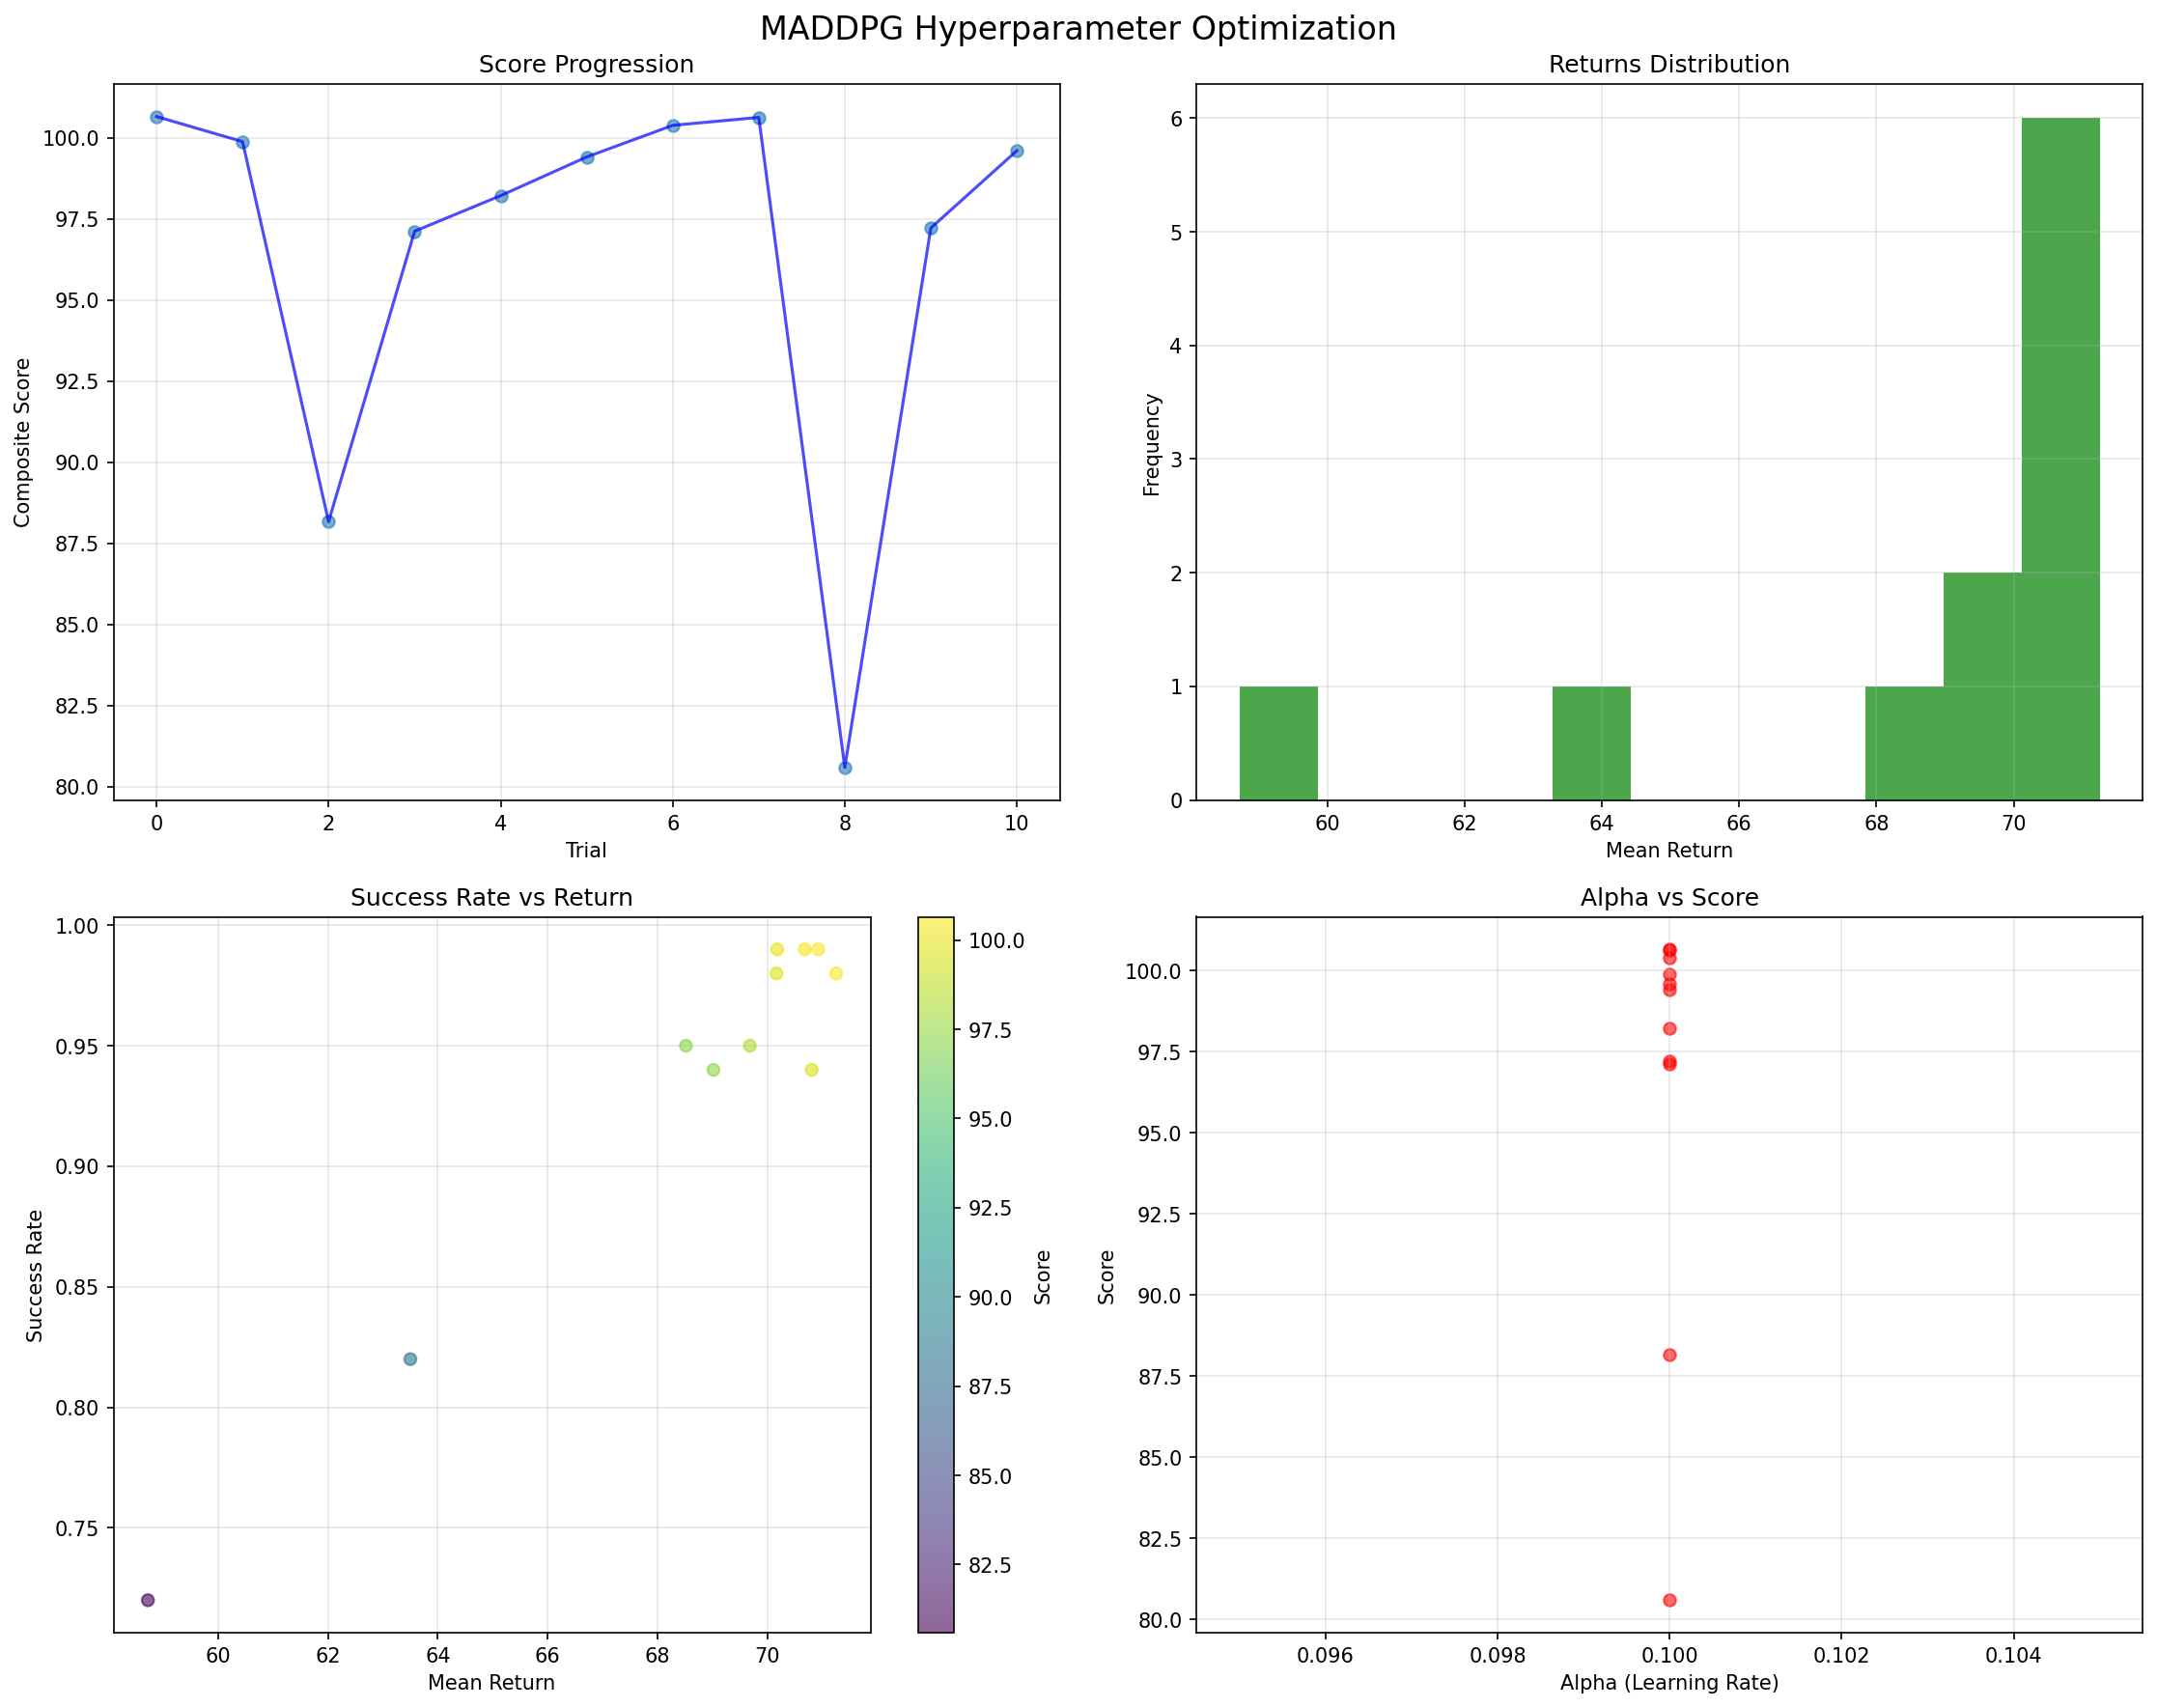 MADDPG Hyperparameter Optimization
Score Progression
100.0
97.5
95.0
92.5
90.0
87.5
85.0
82.5
80.0
Composite Score
0 2 4 6 8 10
Trial
Returns Distribution
6
5
4
3
2
1
0
Frequency
60 62 64 66 68 70
Mean Return
Success Rate vs Return
1.00
0.95
0.90
0.85
0.80
0.75
Success Rate
60 62 64 66 68 70
Mean Return
100.0
97.5
95.0
92.5
90.0
87.5
85.0
82.5
Score
Alpha vs Score
100.0
97.5
95.0
92.5
90.0
87.5
85.0
82.5
80.0
Score
0.096 0.098 0.100 0.102 0.104
Alpha (Learning Rate)